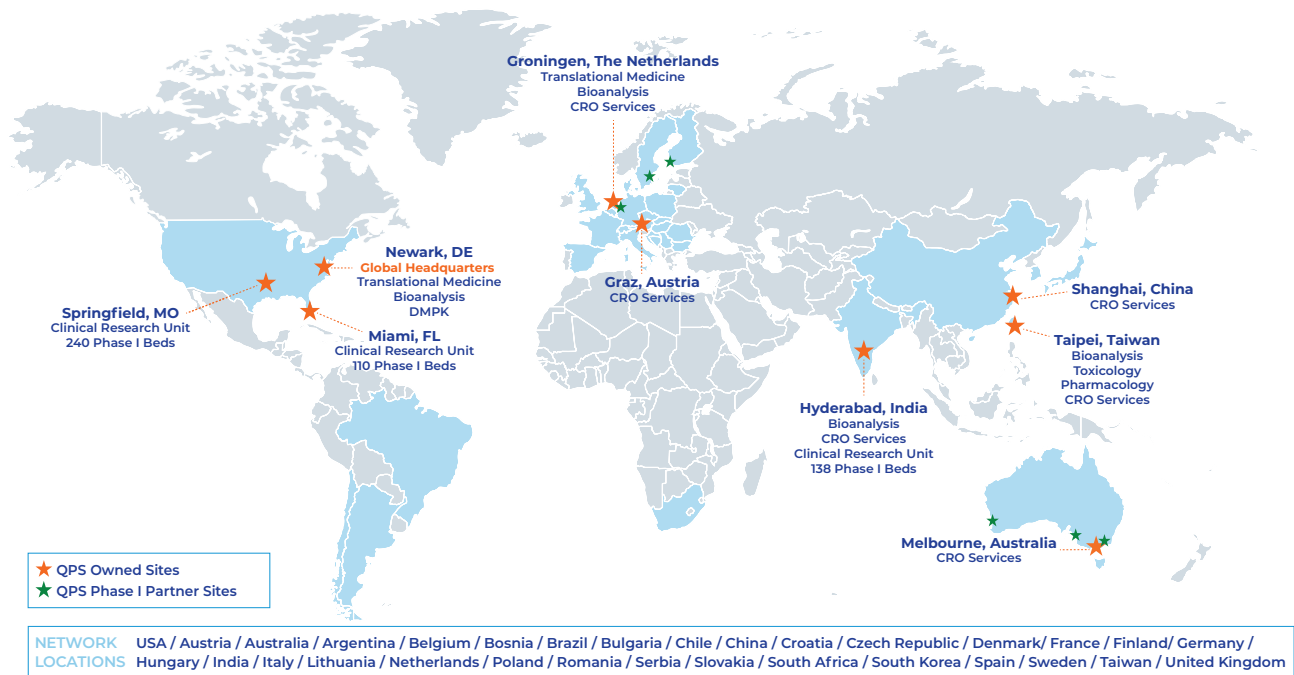 Groningen, The Netherlands
Translational Medicine
Bioanalysis
CRO Services
Newark, DE
Global Headquarters
Translational Medicine
Bioanalysis
DMPK
Springfield, MO
Clinical Research Unit
240 Phase I Beds
Miami, FL
Clinical Research Unit
110 Phase I Beds
Graz, Austria
CRO Services
Shanghai, China
CRO Services
Taipei, Taiwan
Bioanalysis
Toxicology
Pharmacology
CRO Services
Hyderabad, India
Bioanalysis
CRO Services
Clinical Research Unit
138 Phase I Beds
Melbourne, Australia
CRO Services
QPS Owned Sites
QPS Phase I Partner Sites
NETWORK USA / Austria / Australia / Argentina / Belgium / Bosnia / Brazil / Bulgaria / Chile / China / Croatia / Czech Republic / Denmark/ France / Finland/ Germany /
LOCATIONS Hungary / India / Italy / Lithuania / Netherlands / Poland / Romania / Serbia / Slovakia / South Africa / South Korea / Spain / Sweden / Taiwan / United Kingdom